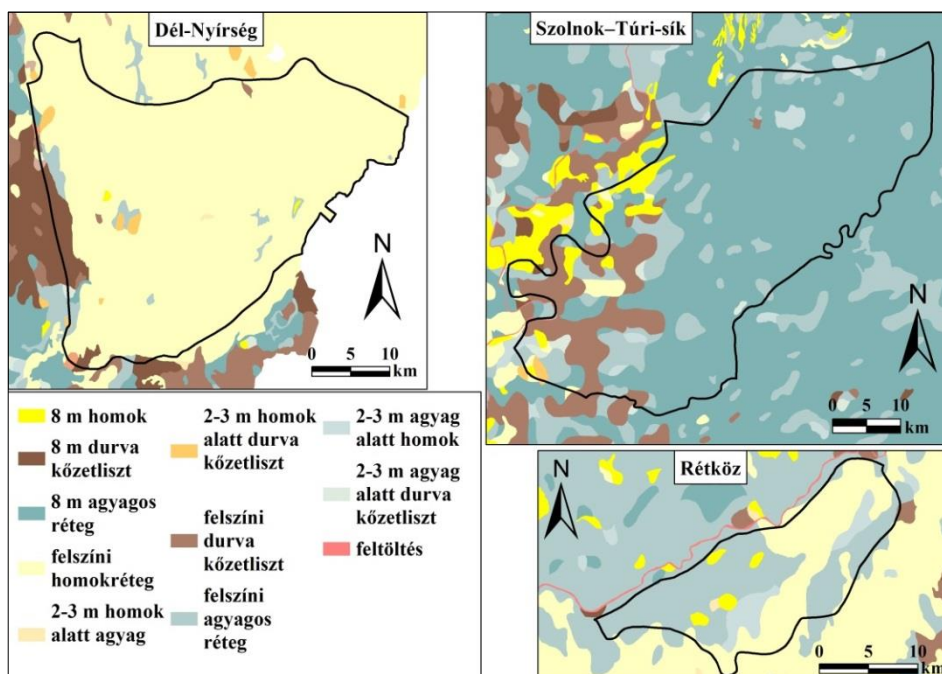 Dél-Nyírség
N
0 5 10
km
Szolnok–Túri-sík
N
0 5 10
km
8 m homok
8 m durva
kőzetliszt
8 m agyagos
réteg
felszíni
homokréteg
2-3 m homok
alatt agyag
2-3 m homok
alatt durva
kőzetliszt
felszíni
durva
kőzetliszt
felszíni
agyagos
réteg
2-3 m agyag
alatt homok
2-3 m agyag
alatt durva
kőzetliszt
feltöltés
Rétköz
N
0 5 10
km